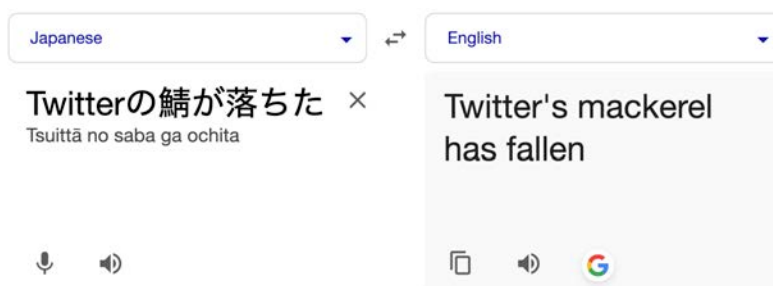 Japanese
English
Twitterの鯖が落ちた
Tsuittā no saba ga ochita
Twitter's mackerel
has fallen